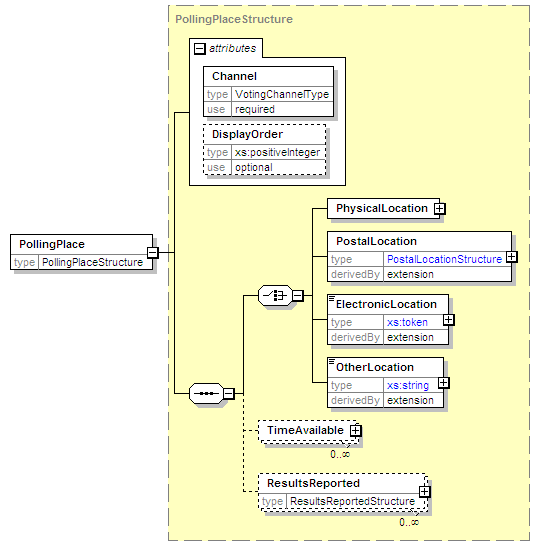 PollingPlaceStructure
attributes
Channel
type VotingChannelType
use required
DisplayOrder
type xs:positiveInteger
use optional
PollingPlace
type PollingPlaceStructure
PhysicalLocation
PostalLocation
type PostalLocationStructure
derivedBy extension
ElectronicLocation
type xs:token
derivedBy extension
OtherLocation
type xs:string
derivedBy extension
TimeAvailable
0..∞
ResultsReported
type ResultsReportedStructure
0..∞